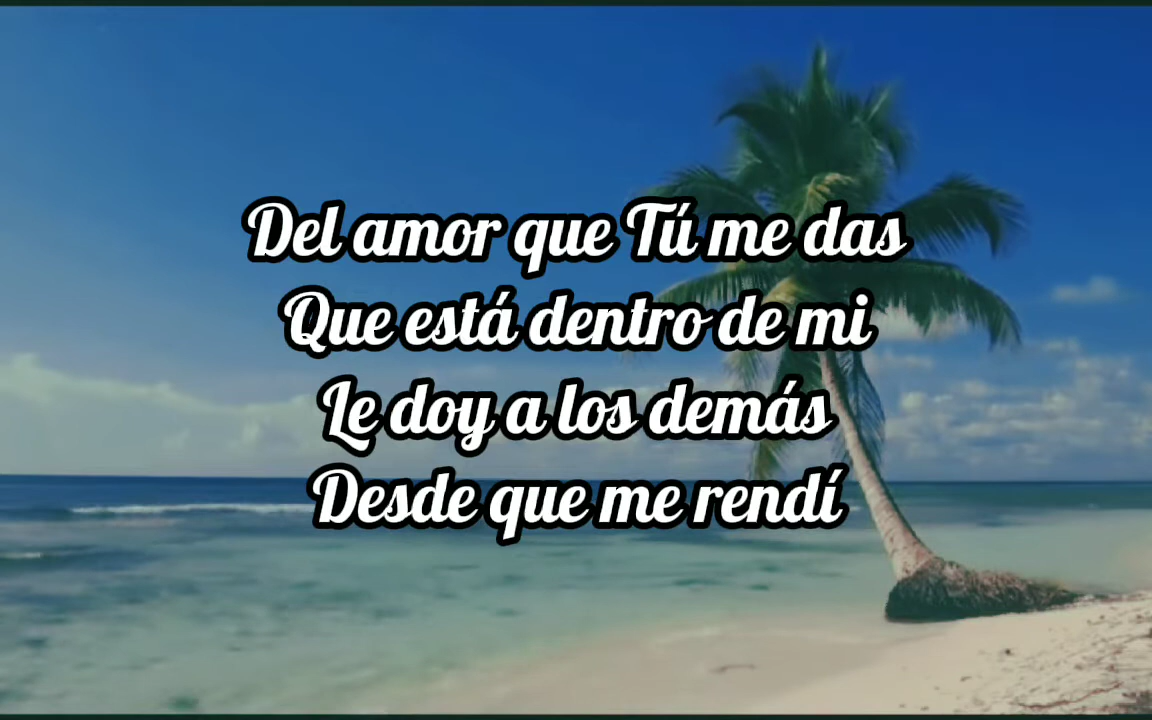 Del amor que Tú me das
Que está dentro de mi
Le doy a los demás
Desde que me rendí